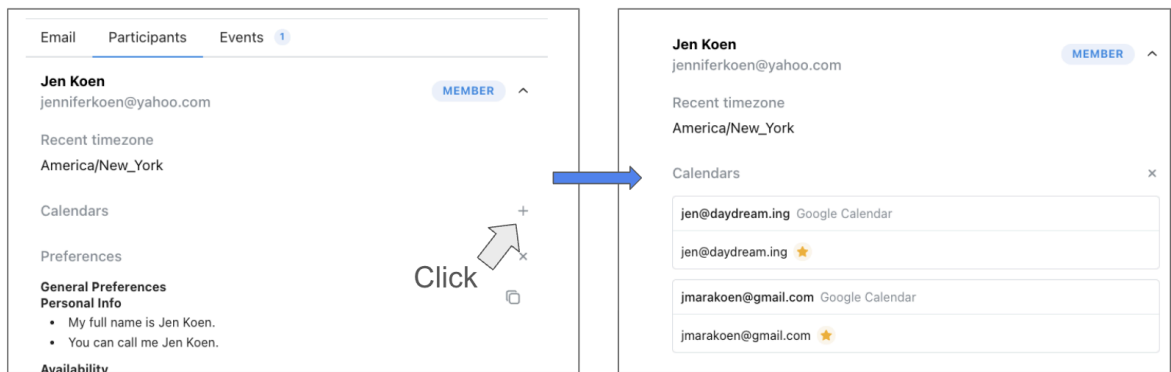 Email Participants Events 1
Jen Koen
jenniferkoen@yahoo.com
MEMBER
Recent timezone
America/New_York
Calendars
Preferences
Click
General Preferences
Personal Info
• My full name is Jen Koen.
• You can call me Jen Koen.
Availability
Jen Koen
jenniferkoen@yahoo.com
MEMBER
Recent timezone
America/New_York
Calendars
jen@daydream.ing Google Calendar
jen@daydream.ing
jmarakoen@gmail.com Google Calendar
jmarakoen@gmail.com